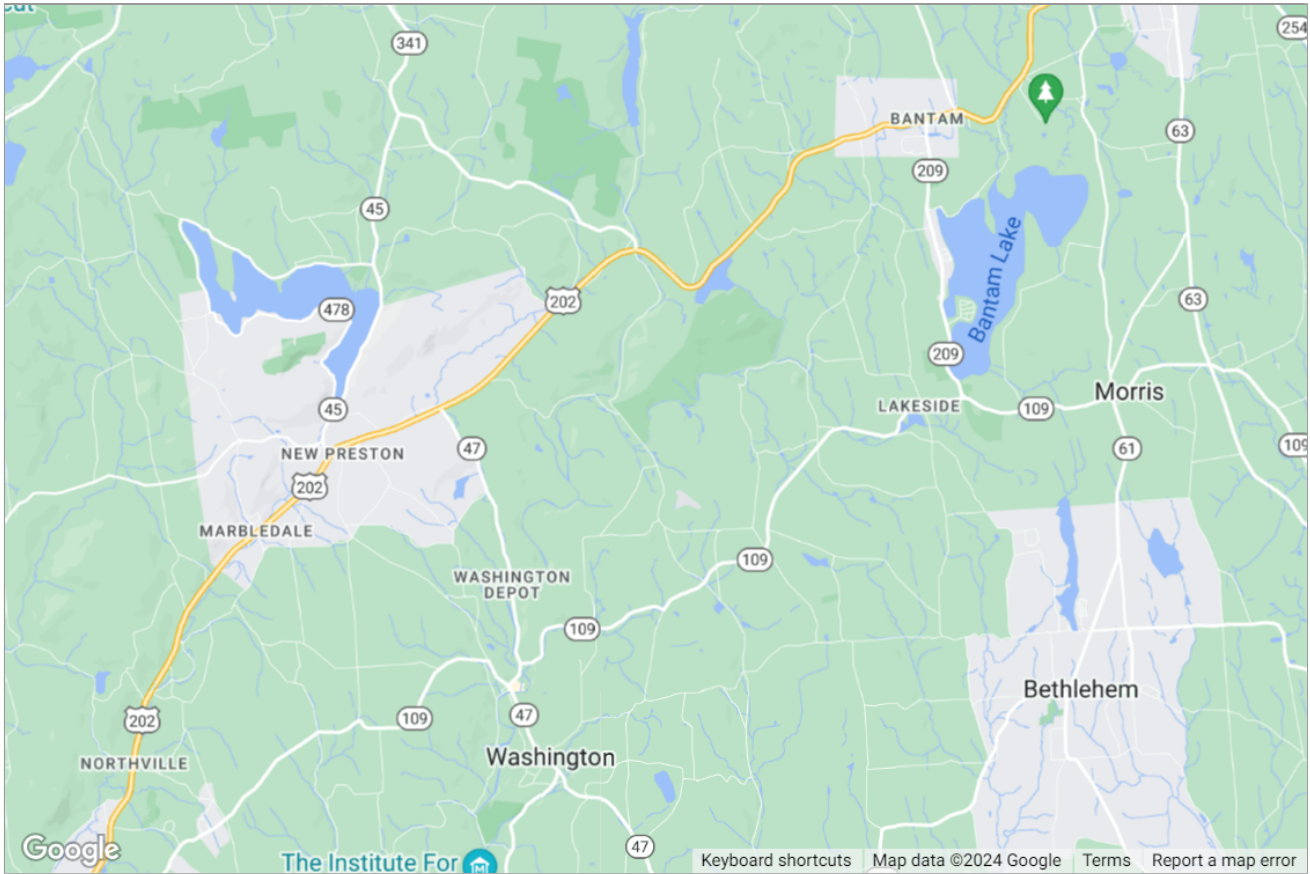 cut
341
254
BANTAM
63
209
45
Bantam Lake
478
202
63
209
45
LAKESIDE
109
Morris
47
NEW PRESTON
61
109
202
MARBLEDALE
109
WASHINGTON
DEPOT
109
Bethlehem
202
109
47
Washington
NORTHVILLE
47
Google
The Institute For
Keyboard shortcuts
Map data ©2024 Google
Terms
Report a map error